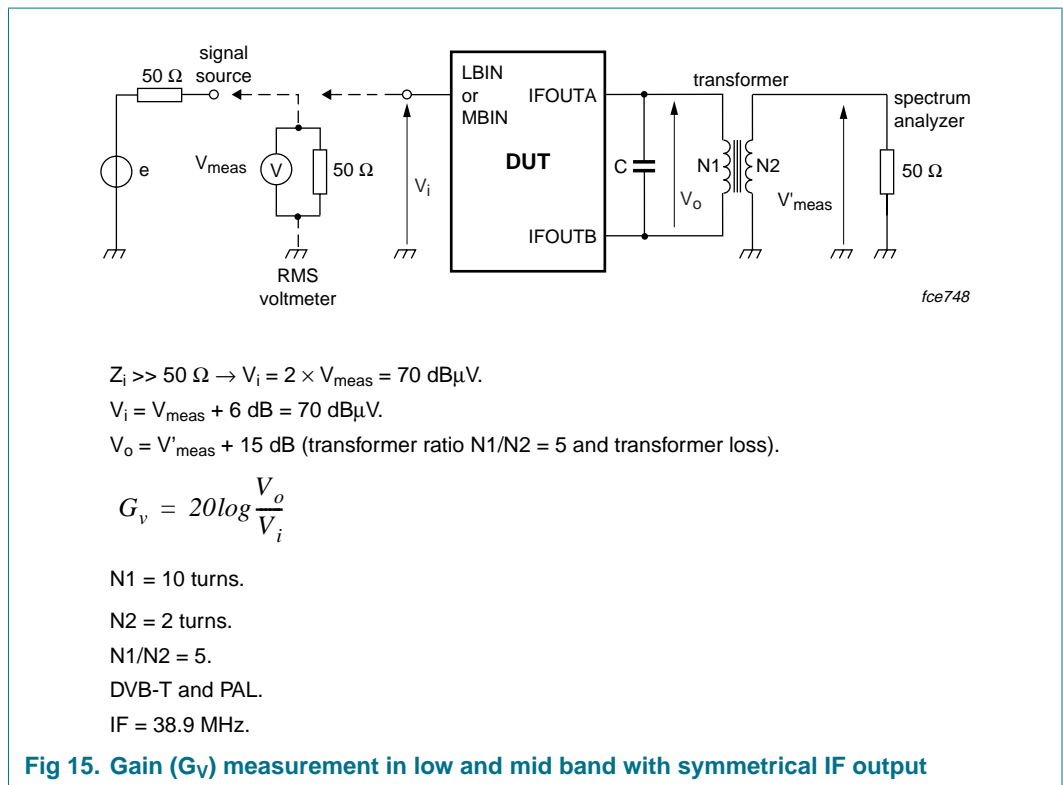 signal
source
50 Ω
e
Vmeas
V
50 Ω
RMS
voltmeter
Vi
LBIN
or
MBIN
DUT
IFOUTA
IFOUTB
C
Vo
transformer
N1
N2
V'meas
spectrum
analyzer
50 Ω
fce748
Zi >> 50 Ω → Vi = 2 × Vmeas = 70 dBμV.
Vi = Vmeas + 6 dB = 70 dBμV.
Vo = V'meas + 15 dB (transformer ratio N1/N2 = 5 and transformer loss).
Gv = 20log Vo/Vi
N1 = 10 turns.
N2 = 2 turns.
N1/N2 = 5.
DVB-T and PAL.
IF = 38.9 MHz.
Fig 15. Gain (GV) measurement in low and mid band with symmetrical IF output